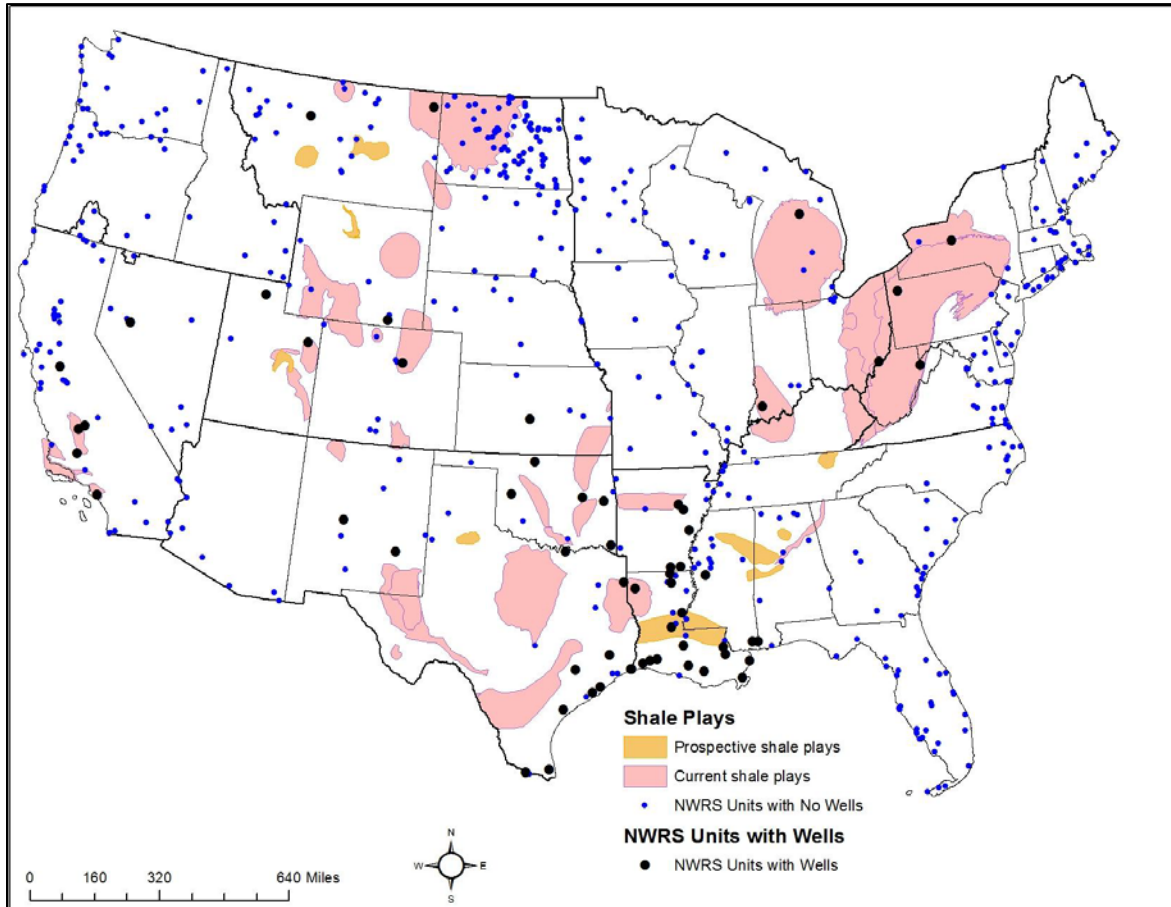 Shale Plays
Prospective shale plays
Current shale plays
NWRS Units with No Wells
NWRS Units with Wells
NWRS Units with Wells
N
W E
S
0 160 320 640 Miles